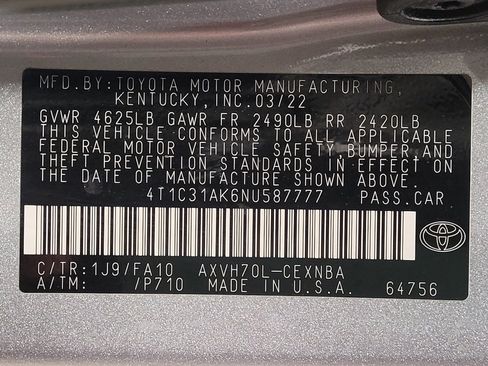 MFD.BY:TOYOTA MOTOR MANUFACTURING,
KENTUCKY, INC.03/22
GVWR 4625LB GAWR FR 2490LB RR 2420LB
THIS VEHICLE CONFORMS TO ALL APPLICABLE
FEDERAL MOTOR VEHICLE SAFETY,BUMPER AND
THEFT PREVENTION STANDARDS IN EFFECT ON
THE DATE OF MANUFACTURE SHOWN ABOVE.
4T1C31AK6NU587777 PASS.CAR
C/TR:1J9/FA10 AXVH70L-CEXNBA
A/TM: /P710 MADE IN U.S.A. 64756